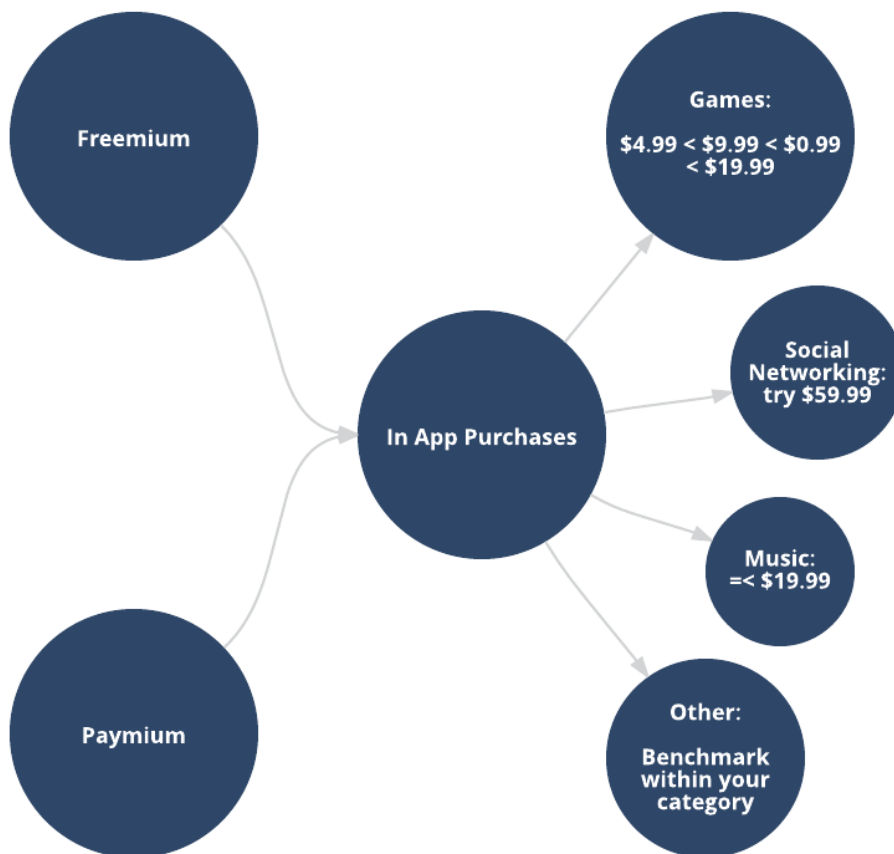 Freemium
Games:
$4.99 < $9.99 < $0.99
< $19.99
Social
Networking:
try $59.99
In App Purchases
Music:
=< $19.99
Paymium
Other:
Benchmark
within your
category